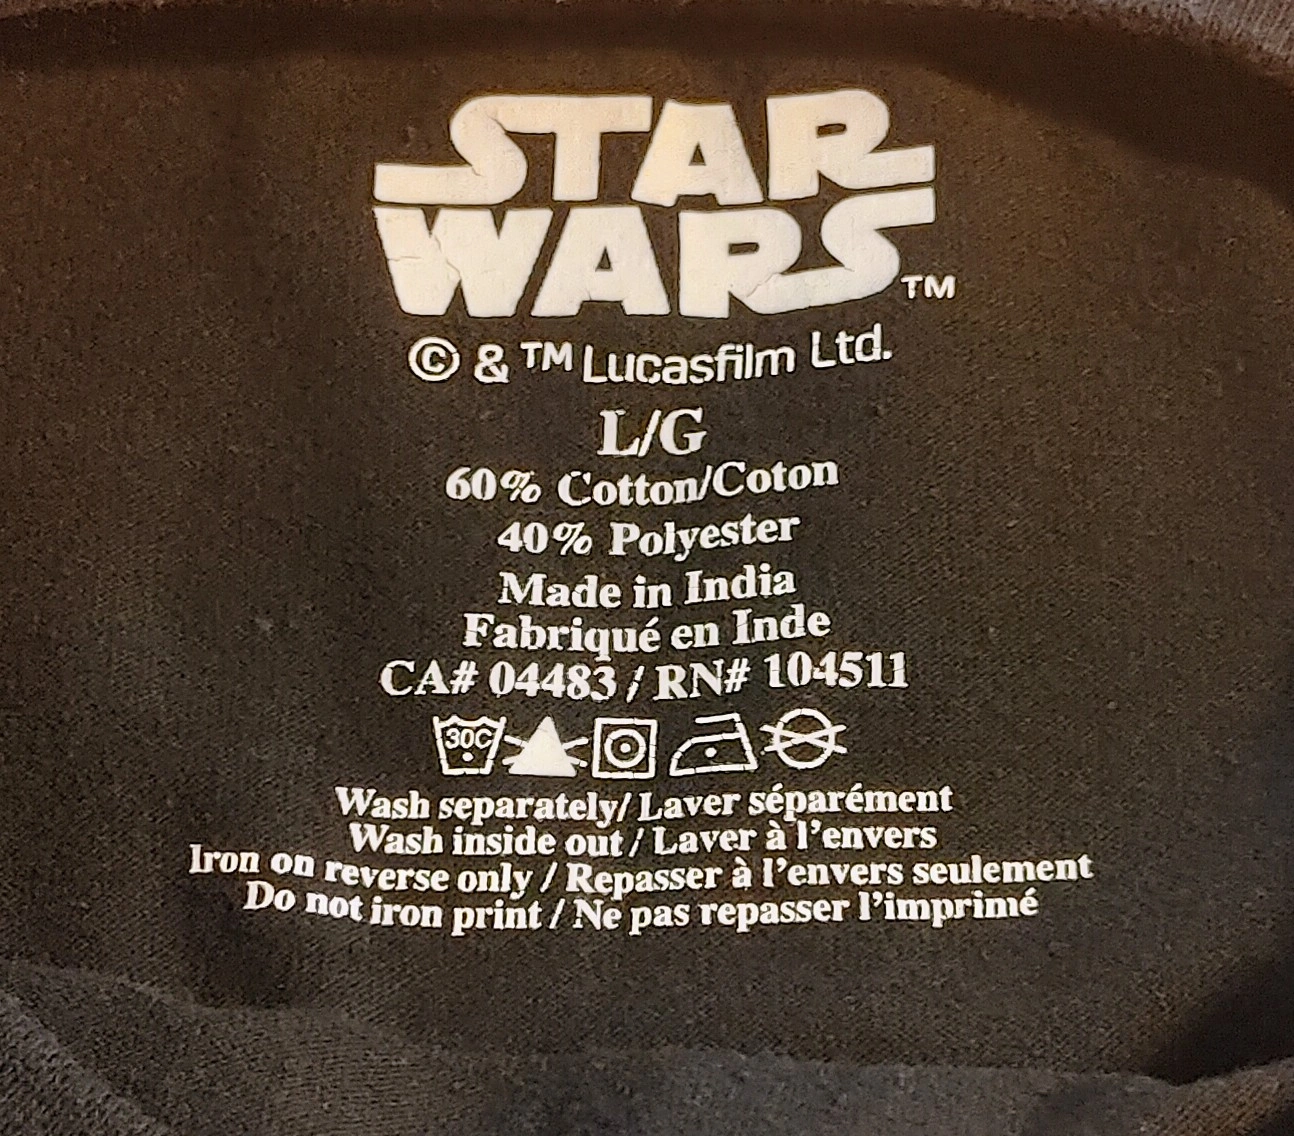 STAR
WARS™
© & ™ Lucasfilm Ltd.
L/G
60% Cotton/Coton
40% Polyester
Made in India
Fabriqué en Inde
CA# 04483 / RN# 104511
30C
Wash separately/ Laver séparément
Wash inside out / Laver à l'envers
Iron on reverse only / Repasser à l'envers seulement
Do not iron print / Ne pas repasser l'imprimé